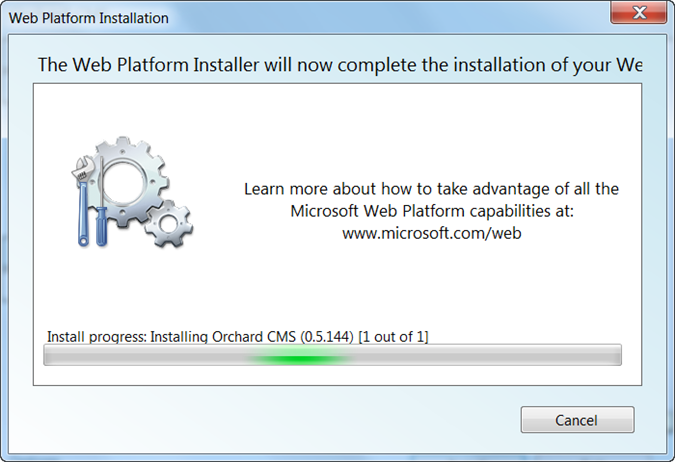 Web Platform Installation
The Web Platform Installer will now complete the installation of your We
Learn more about how to take advantage of all the
Microsoft Web Platform capabilities at:
www.microsoft.com/web
Install progress: Installing Orchard CMS (0.5.144) [1 out of 1]
Cancel